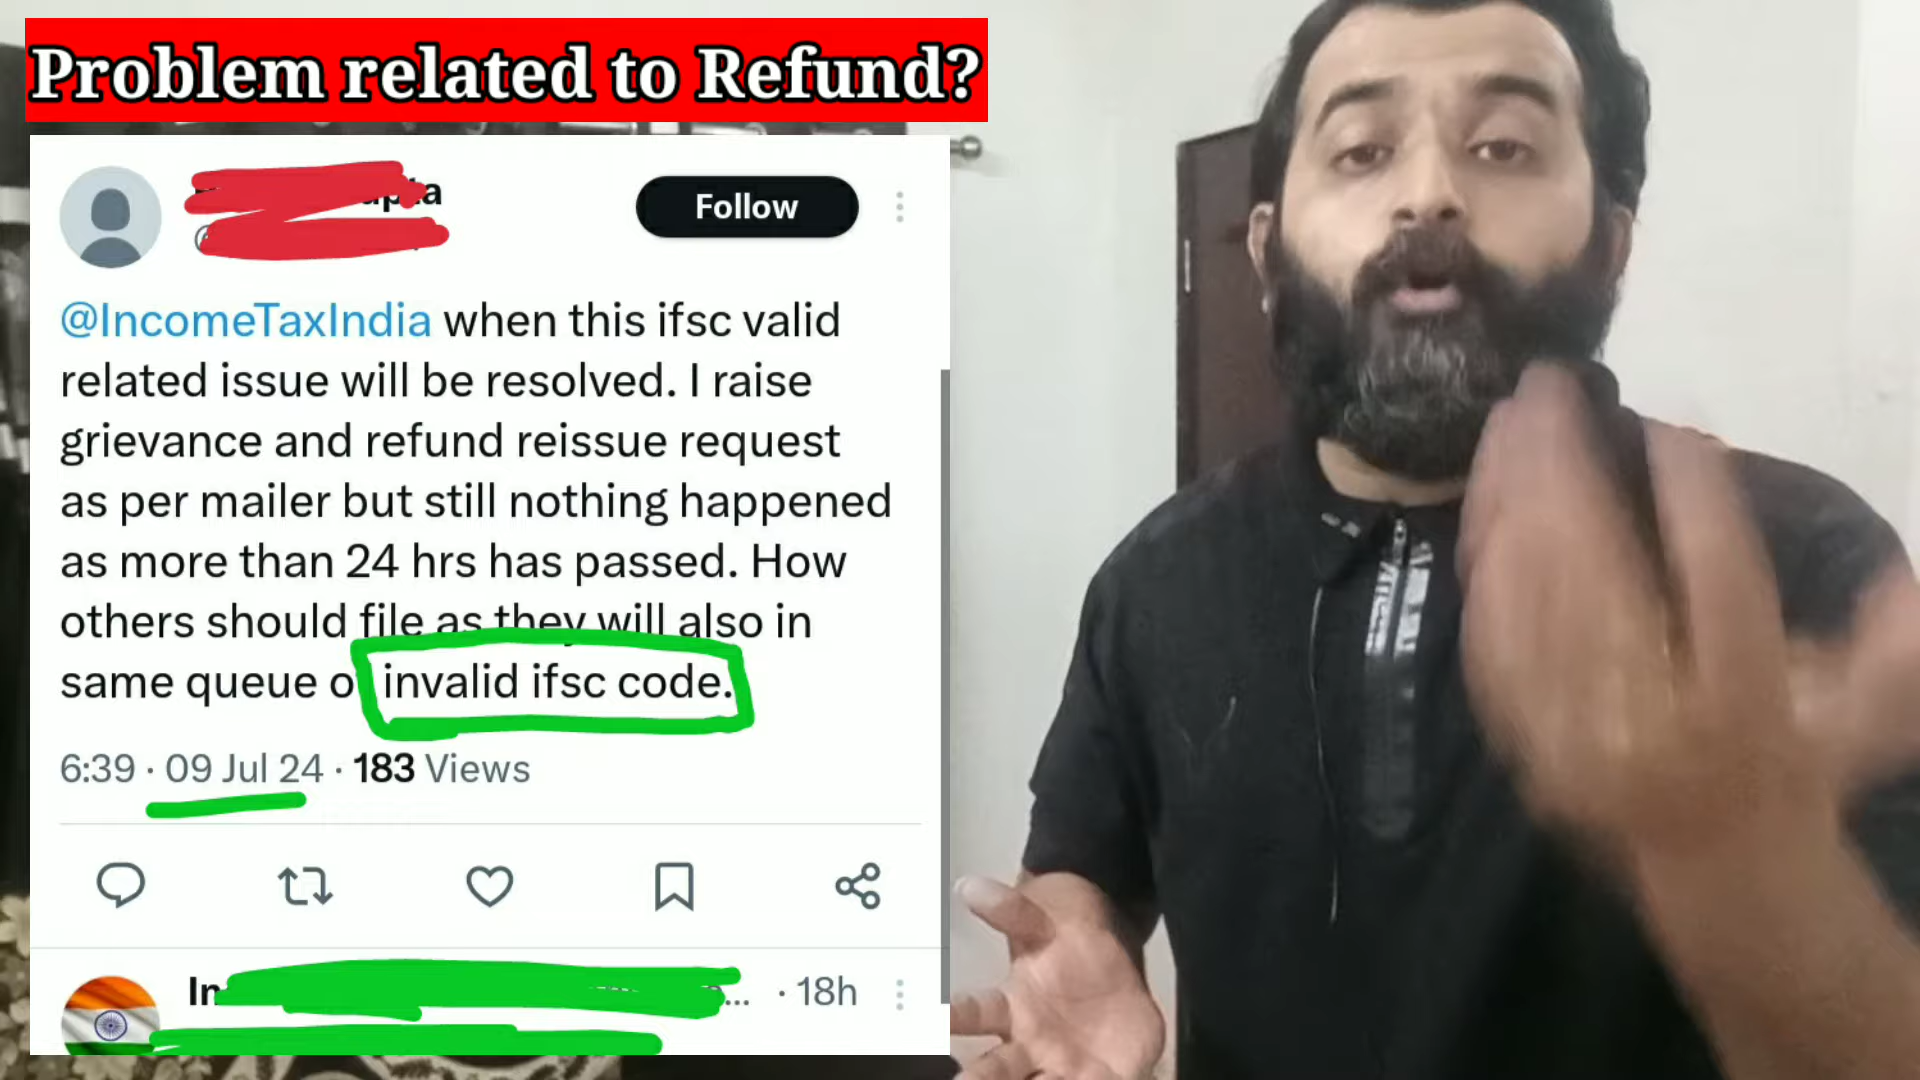 Problem related to Refund?
Follow
@IncomeTaxIndia when this ifsc valid
related issue will be resolved. I raise
grievance and refund reissue request
as per mailer but still nothing happened
as more than 24 hrs has passed. How
others should file as they will also in
same queue o invalid ifsc code.
6:39 · 09 Jul 24 · 183 Views
In ... · 18h